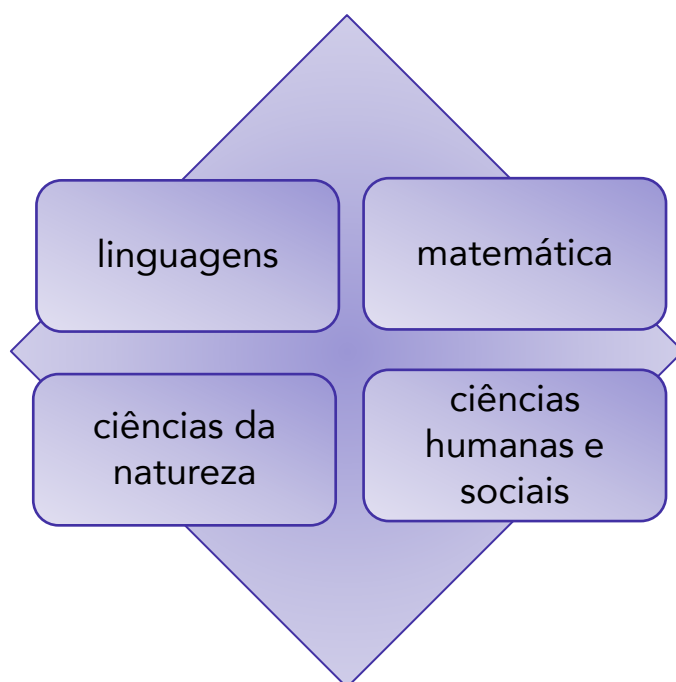 linguagens
matemática
ciências da
natureza
ciências
humanas e
sociais